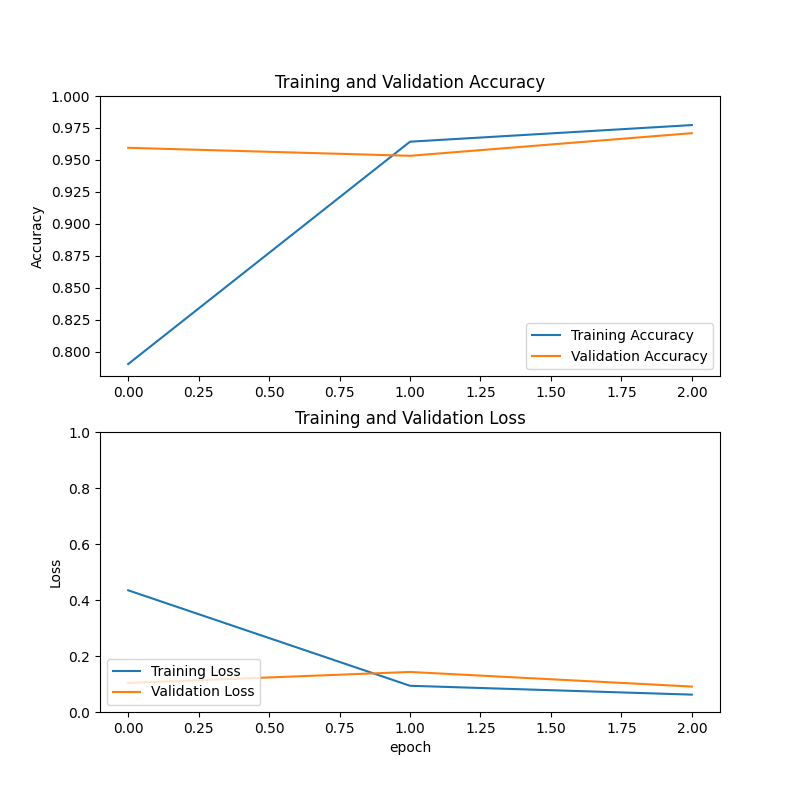 Training and Validation Accuracy
1.000
0.975
0.950
0.925
0.900
0.875
0.850
0.825
0.800
Accuracy
Training Accuracy
Validation Accuracy
0.00 0.25 0.50 0.75 1.00 1.25 1.50 1.75 2.00
Training and Validation Loss
1.0
0.8
0.6
0.4
0.2
0.0
Loss
Training Loss
Validation Loss
0.00 0.25 0.50 0.75 1.00 1.25 1.50 1.75 2.00
epoch